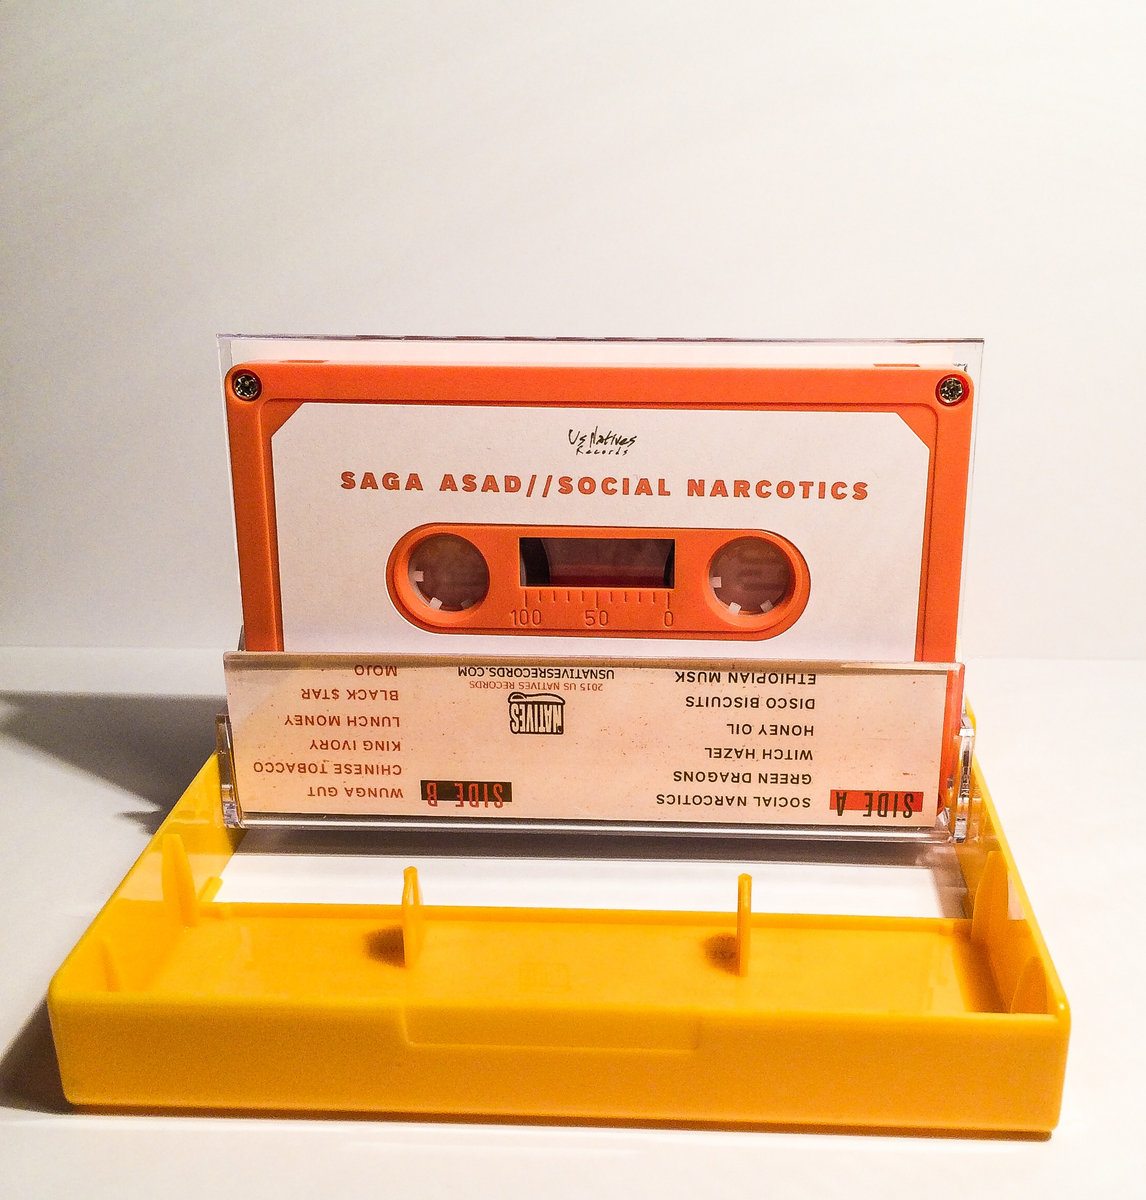 Us Natives
Records
SAGA ASAD//SOCIAL NARCOTICS
100 50 0
SIDE A
SOCIAL NARCOTICS
GREEN DRAGONS
WITCH HAZEL
HONEY OIL
DISCO BISCUITS
ETHIOPIAN MUSK
SIDE B
WUNGA GUT
CHINESE TOBACCO
KING IVORY
LUNCH MONEY
BLACK $TAR
MOJO
NATIVES
2015 US NATIVES RECORDS
USNATIVESRECORDS.COM